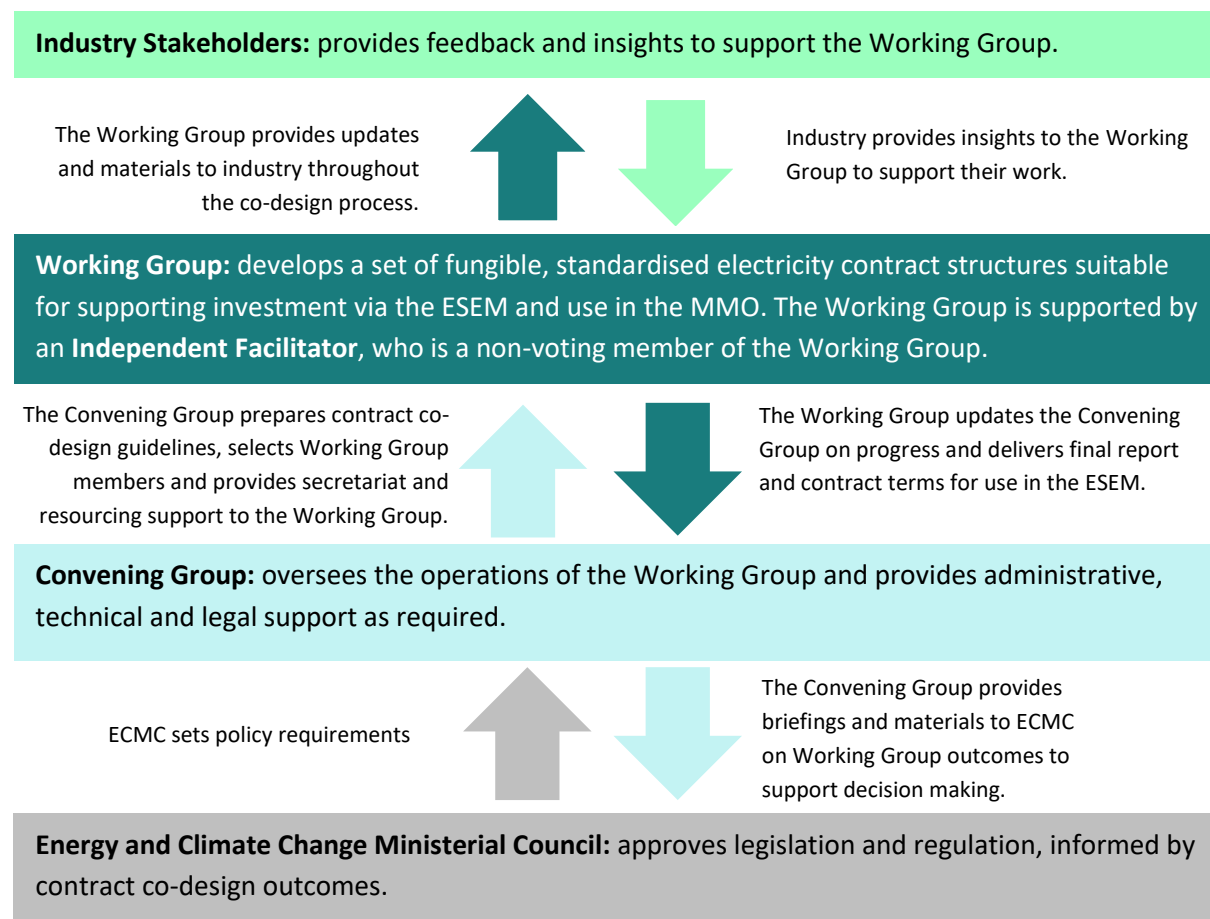 Industry Stakeholders: provides feedback and insights to support the Working Group.
The Working Group provides updates
and materials to industry throughout
the co-design process.
Industry provides insights to the Working
Group to support their work.
Working Group: develops a set of fungible, standardised electricity contract structures suitable
for supporting investment via the ESEM and use in the MMO. The Working Group is supported by
an Independent Facilitator, who is a non-voting member of the Working Group.
The Convening Group prepares contract co-
design guidelines, selects Working Group
members and provides secretariat and
resourcing support to the Working Group.
The Working Group updates the Convening
Group on progress and delivers final report
and contract terms for use in the ESEM.
Convening Group: oversees the operations of the Working Group and provides administrative,
technical and legal support as required.
ECMC sets policy requirements
The Convening Group provides
briefings and materials to ECMC
on Working Group outcomes to
support decision making.
Energy and Climate Change Ministerial Council: approves legislation and regulation, informed by
contract co-design outcomes.